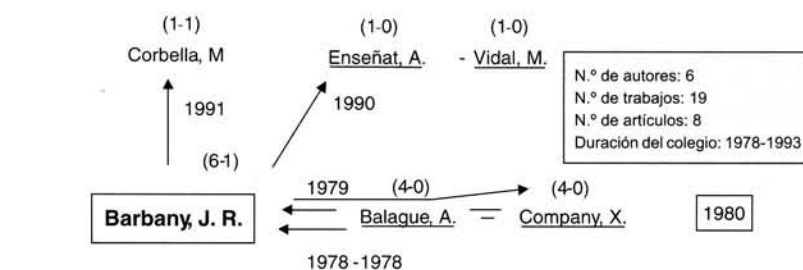 (1-1) (1-0) (1-0)
Corbella, M Enseñat, A. - Vidal, M.
N.º de autores: 6
N.º de trabajos: 19
N.º de artículos: 8
Duración del colegio: 1978-1993
1991 1990
(6-1)
1979 (4-0) (4-0)
Barbany, J. R. Balague, A. Company, X. 1980
1978 -1978